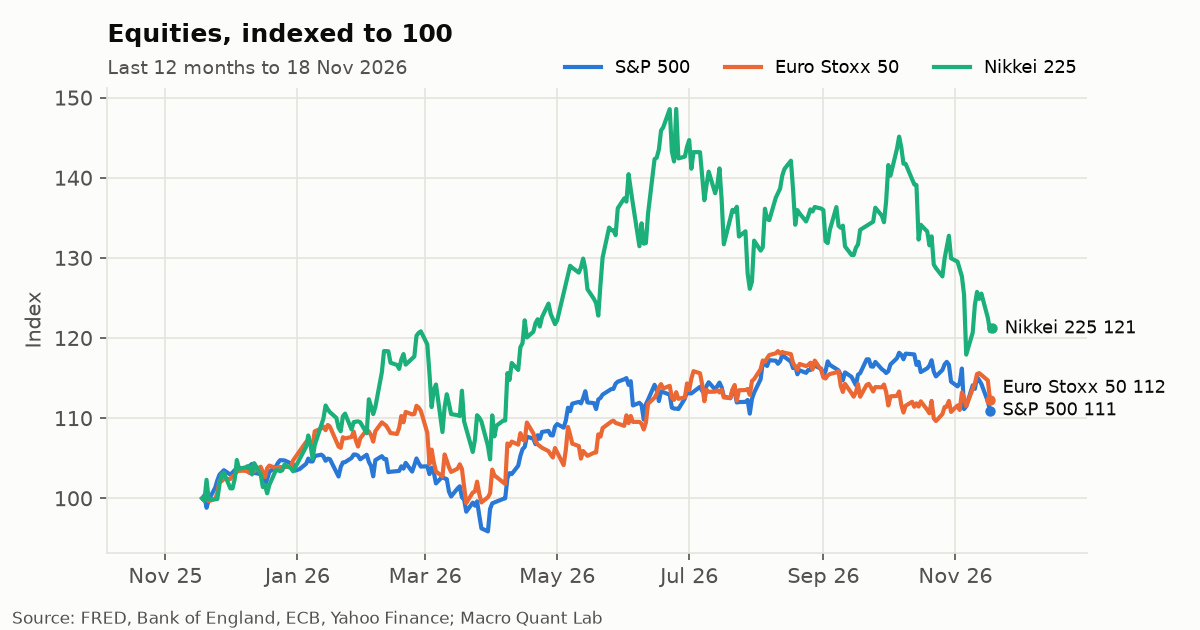 Equities, indexed to 100
Last 12 months to 18 Nov 2026
S&P 500
Euro Stoxx 50
Nikkei 225
150
140
130
120
110
100
Index
Nikkei 225 121
Euro Stoxx 50 112
S&P 500 111
Nov 25
Jan 26
Mar 26
May 26
Jul 26
Sep 26
Nov 26
Source: FRED, Bank of England, ECB, Yahoo Finance; Macro Quant Lab